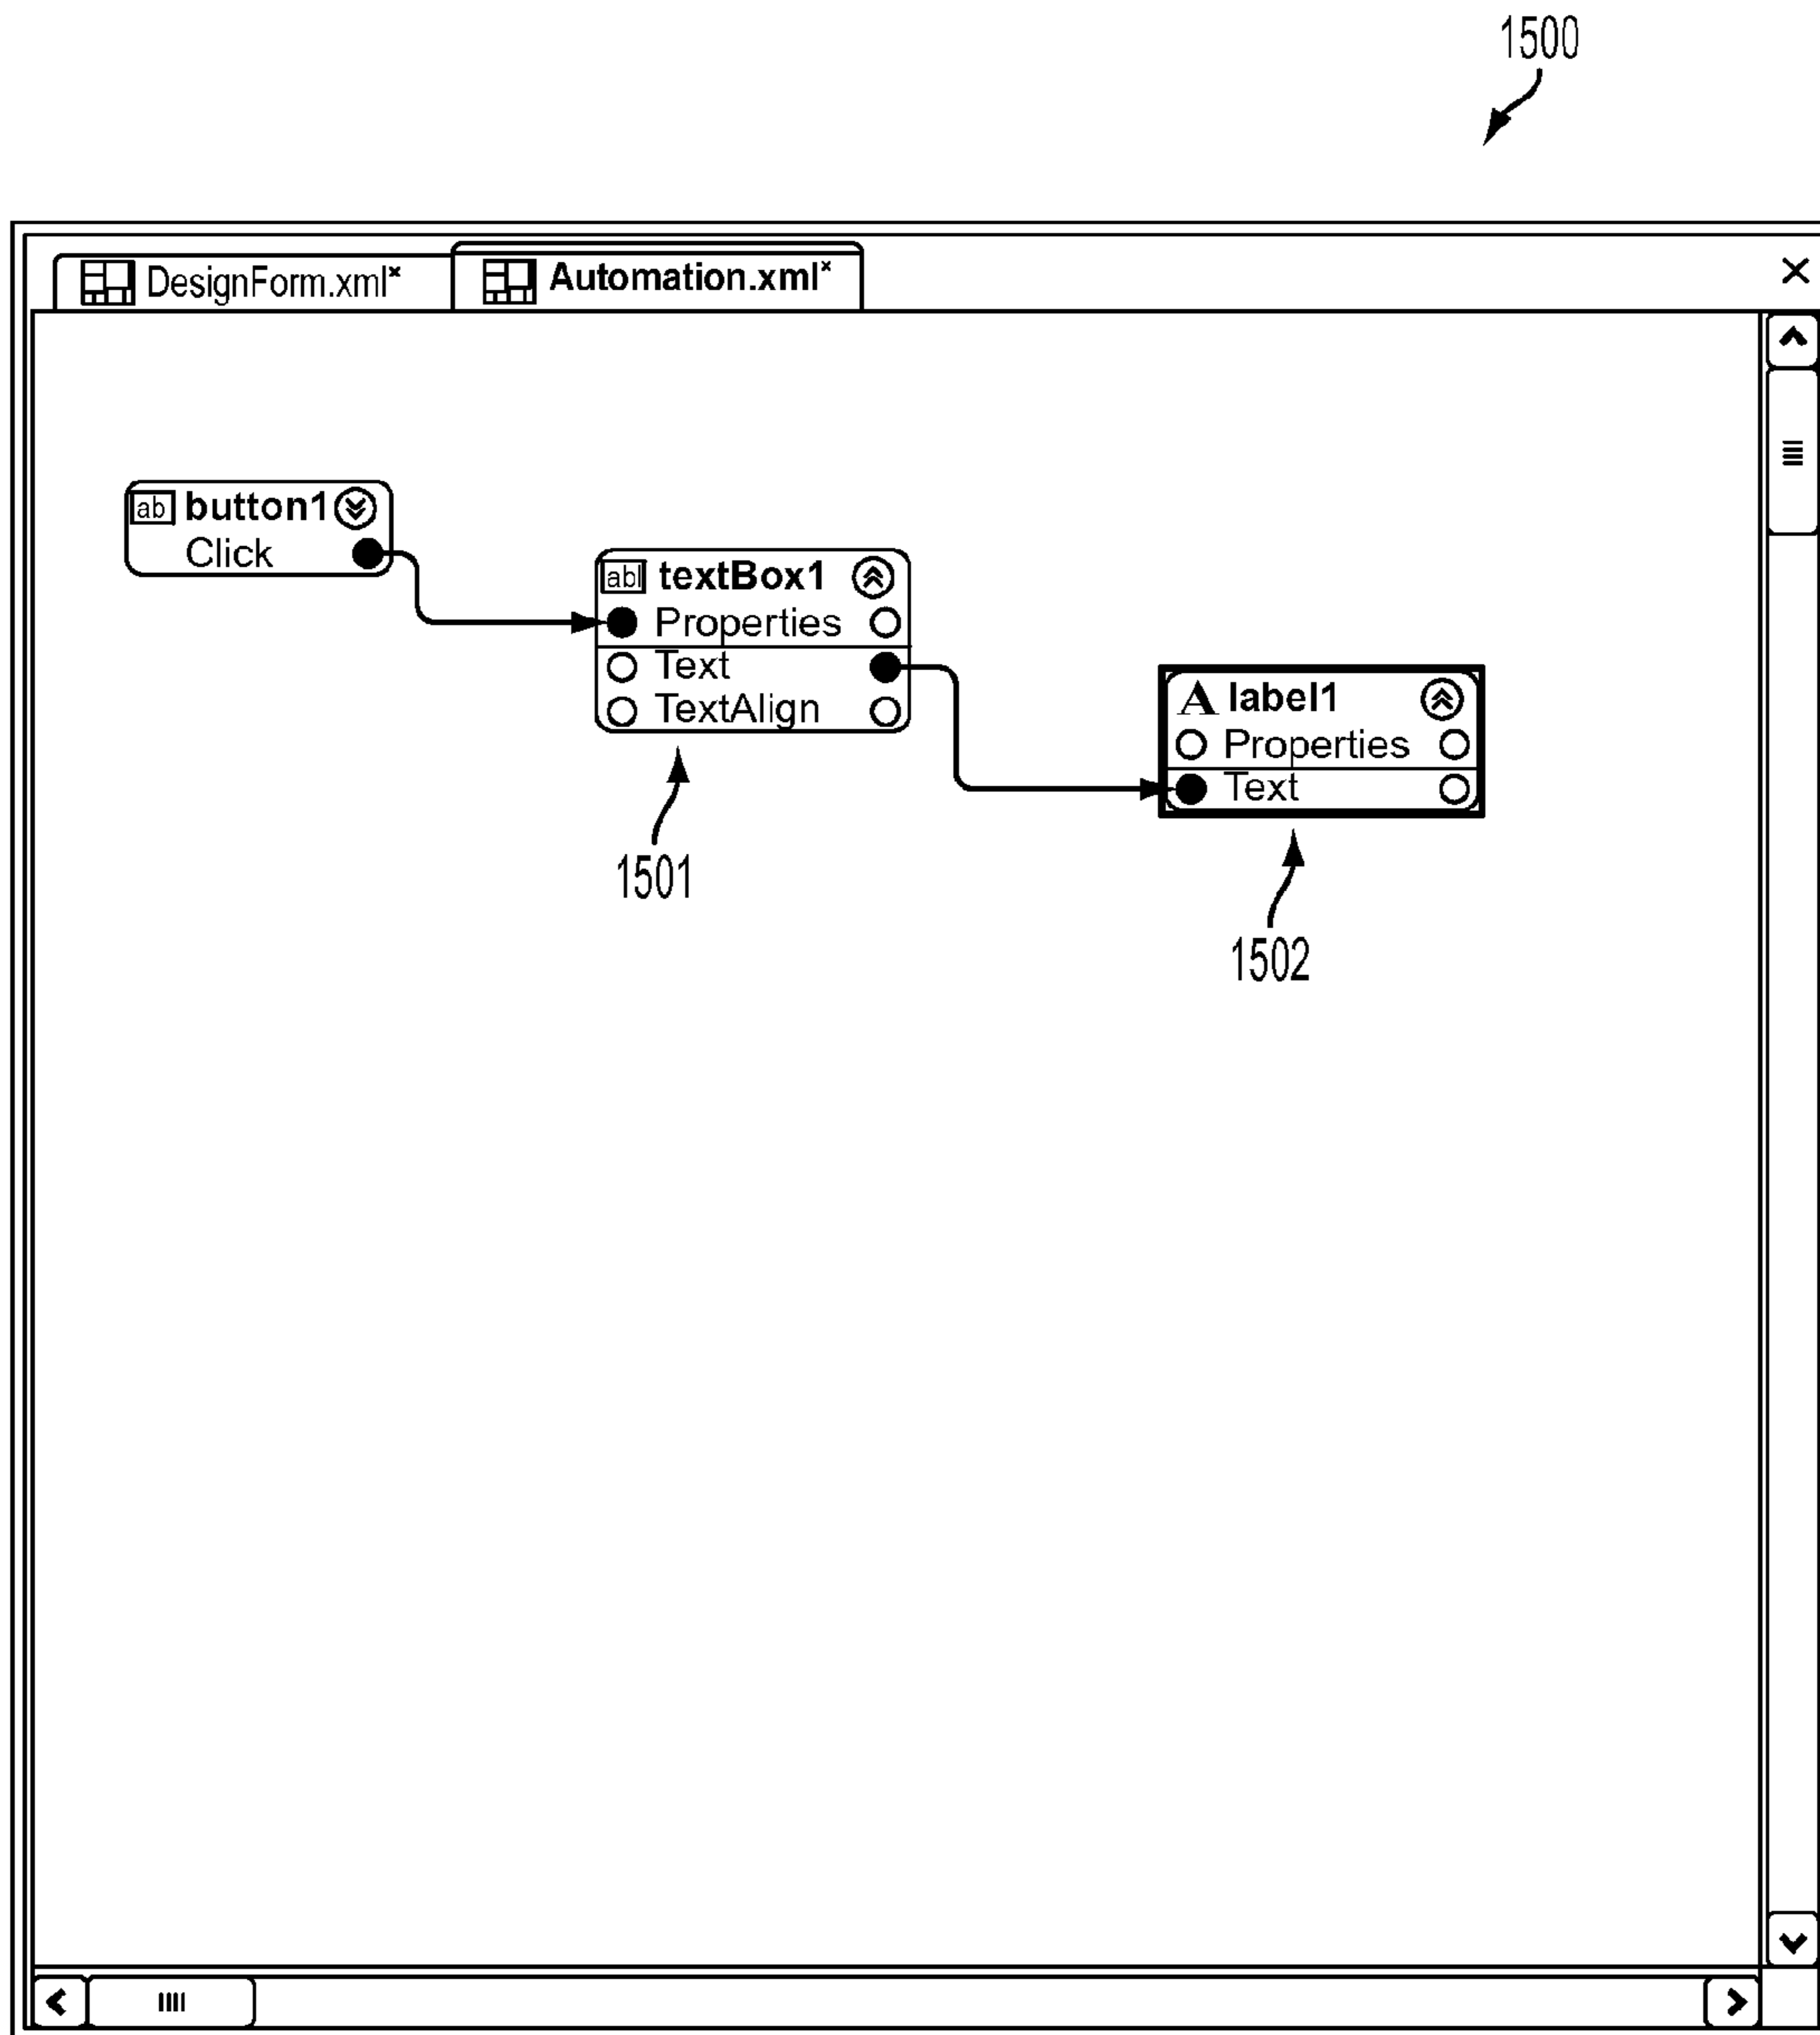 1500
DesignForm.xml*
Automation.xml*
ab button1
Click
abl textBox1
Properties
Text
TextAlign
A label1
Properties
Text
1501
1502